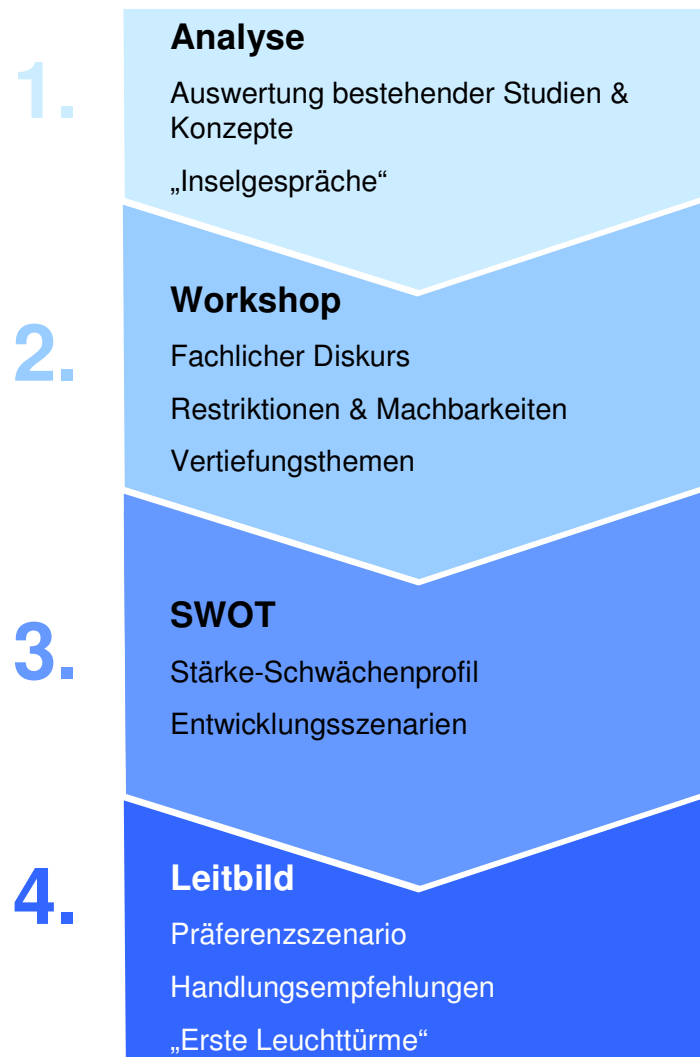 1.
Analyse
Auswertung bestehender Studien &
Konzepte
„Inselgespräche“
2.
Workshop
Fachlicher Diskurs
Restriktionen & Machbarkeiten
Vertiefungsthemen
3.
SWOT
Stärke-Schwächenprofil
Entwicklungsszenarien
4.
Leitbild
Präferenzszenario
Handlungsempfehlungen
„Erste Leuchttürme“